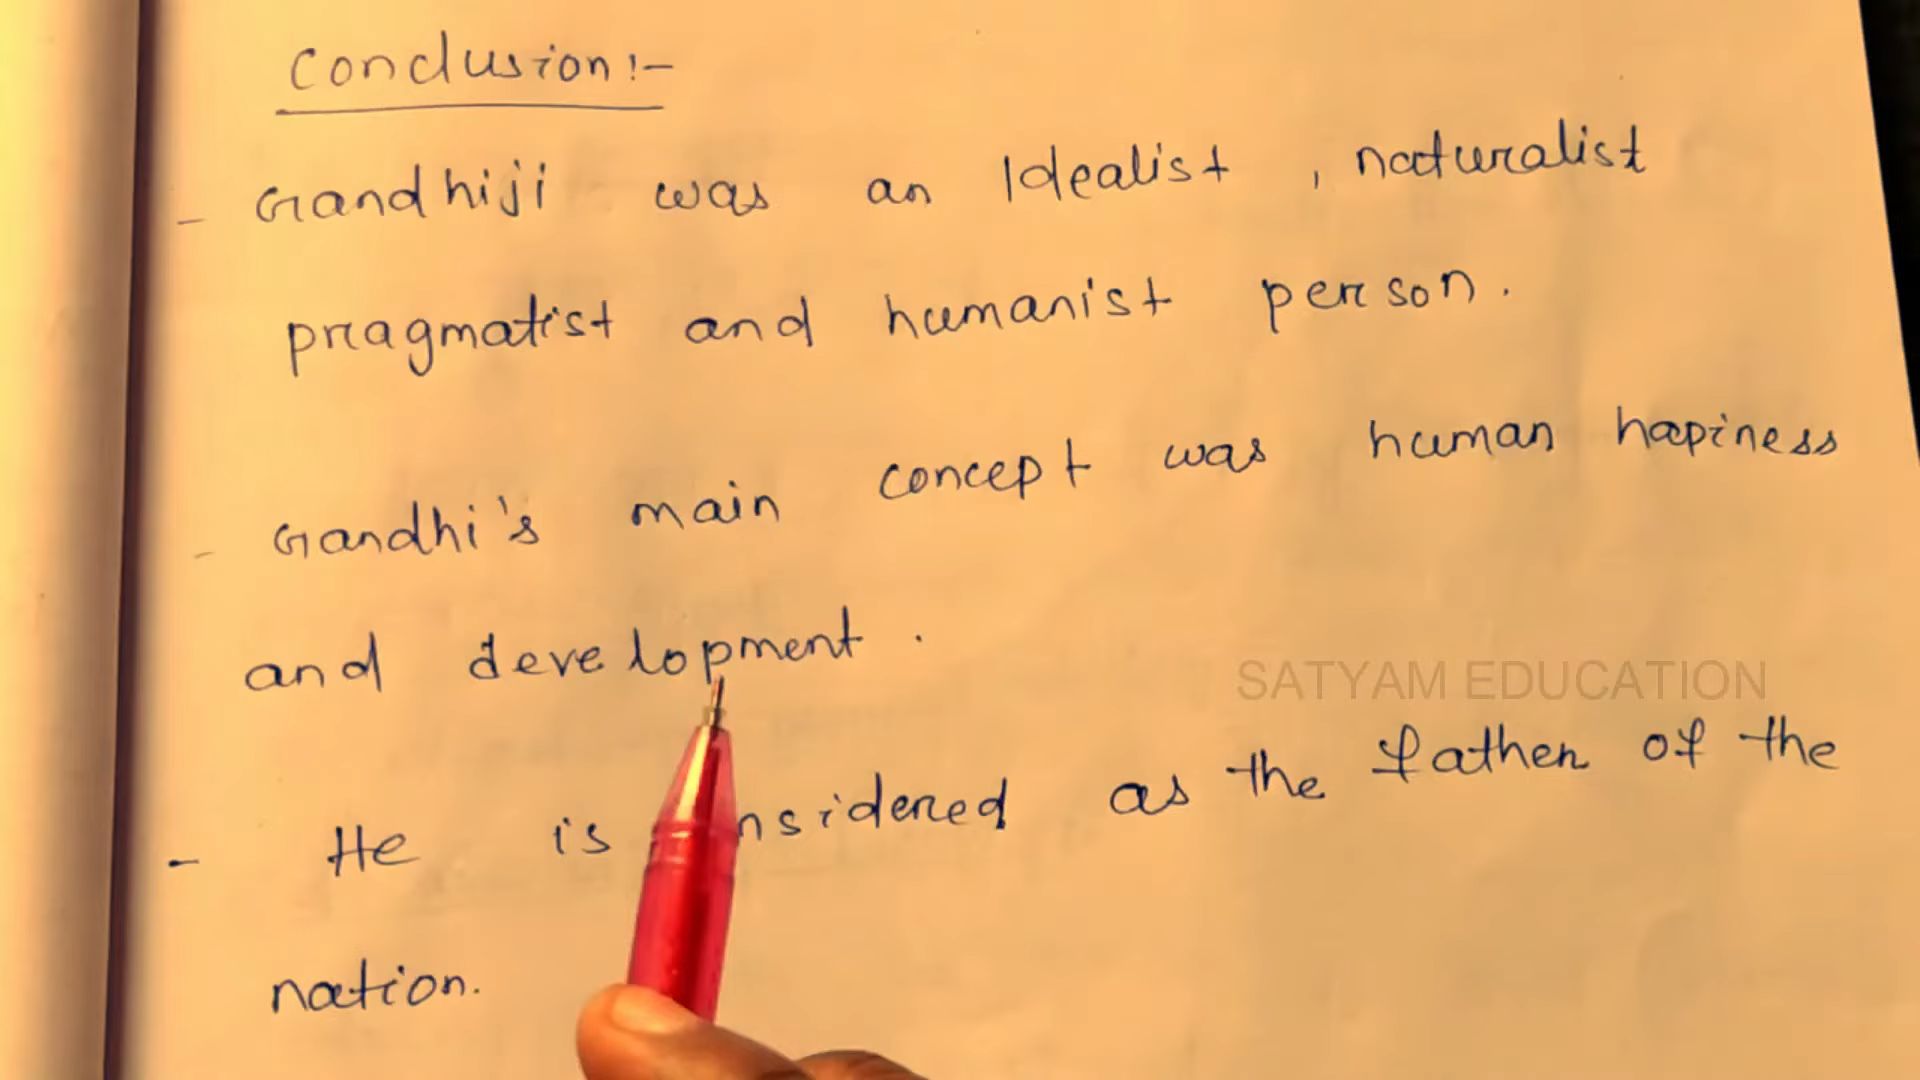 Conclusion :-
- Gandhiji was an Idealist , naturalist
pragmatist and humanist person.
- Gandhi's main concept was human hapiness
and development .
SATYAM EDUCATION
- He is nsidered as the father of the
nation.